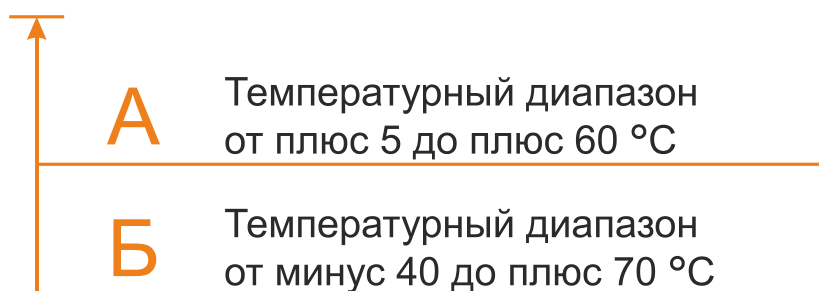 А
Температурный диапазон
от плюс 5 до плюс 60 °С
Б
Температурный диапазон
от минус 40 до плюс 70 °С